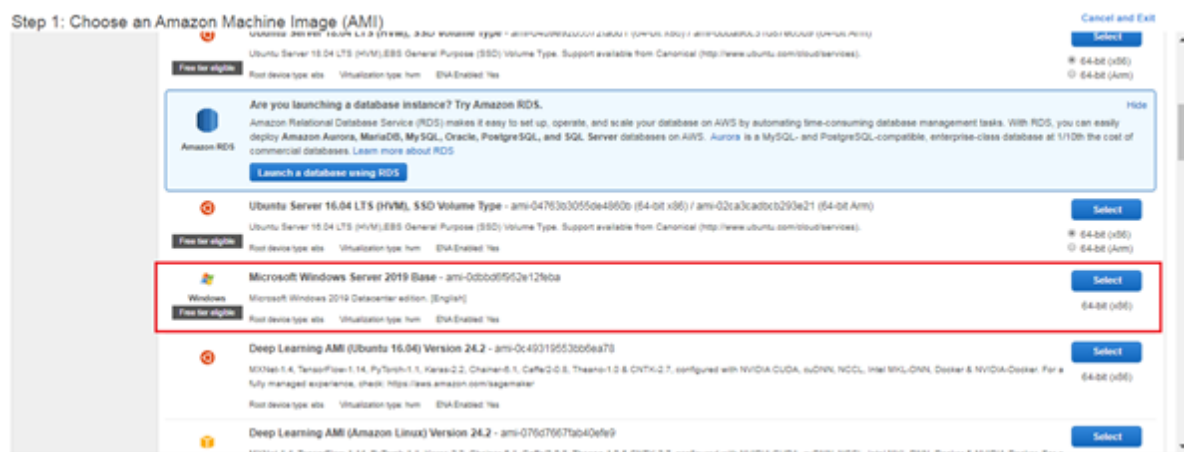 Step 1: Choose an Amazon Machine Image (AMI)
Cancel and Exit
Select
Ubuntu Server 18.04 LTS (HVM),EBS General Purpose (SSD) Volume Type. Support available from Canonical (http://www.ubuntu.com/cloud/services).
64-bit (x86)
Free tier eligible
Root device type: ebs Virtualization type: hvm ENA Enabled: Yes
64-bit (Arm)
Are you launching a database instance? Try Amazon RDS.
Hide
Amazon Relational Database Service (RDS) makes it easy to set up, operate, and scale your database on AWS by automating time-consuming database management tasks. With RDS, you can easily
deploy Amazon Aurora, MariaDB, MySQL, Oracle, PostgreSQL, and SQL Server databases on AWS. Aurora is a MySQL- and PostgreSQL-compatible, enterprise-class database at 1/10th the cost of
Amazon RDS
commercial databases. Learn more about RDS
Launch a database using RDS
Ubuntu Server 16.04 LTS (HVM), SSD Volume Type - ami-04763b3055de4860b (64-bit x86) / ami-02ca3cadbcb293e21 (64-bit Arm)
Select
Ubuntu Server 16.04 LTS (HVM),EBS General Purpose (SSD) Volume Type. Support available from Canonical (http://www.ubuntu.com/cloud/services).
64-bit (x86)
Free tier eligible
Root device type: ebs Virtualization type: hvm ENA Enabled: Yes
64-bit (Arm)
Microsoft Windows Server 2019 Base - ami-0dbbd6f952e12feba
Select
Windows
Microsoft Windows 2019 Datacenter edition. [English]
64-bit (x86)
Free tier eligible
Root device type: ebs Virtualization type: hvm ENA Enabled: Yes
Deep Learning AMI (Ubuntu 16.04) Version 24.2 - ami-0c49319553bb6ea78
Select
MXNet-1.4, TensorFlow-1.14, PyTorch-1.1, Keras-2.2, Chainer-6.1, Caffe/2-0.8, Theano-1.0 & CNTK-2.7, configured with NVIDIA CUDA, cuDNN, NCCL, Intel MKL-DNN, Docker & NVIDIA-Docker. For a
64-bit (x86)
fully managed experience, check: https://aws.amazon.com/sagemaker
Root device type: ebs Virtualization type: hvm ENA Enabled: Yes
Deep Learning AMI (Amazon Linux) Version 24.2 - ami-076d7667fab40efe9
Select